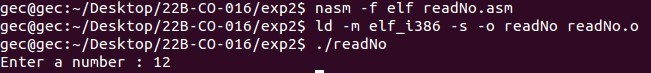 gec@gec:~/Desktop/22B-CO-016/exp2$ nasm -f elf readNo.asm
gec@gec:~/Desktop/22B-CO-016/exp2$ ld -m elf_i386 -s -o readNo readNo.o
gec@gec:~/Desktop/22B-CO-016/exp2$ ./readNo
Enter a number : 12